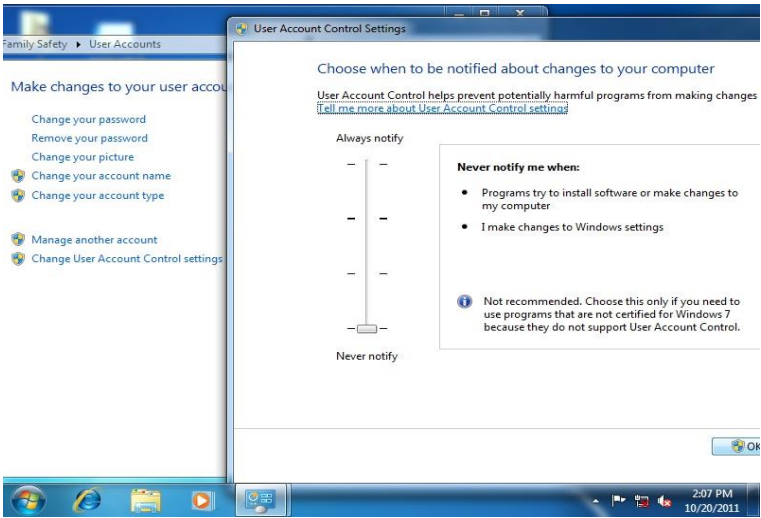 Family Safety ▸ User Accounts
Make changes to your user accou
Change your password
Remove your password
Change your picture
Change your account name
Change your account type
Manage another account
Change User Account Control settings
User Account Control Settings
Choose when to be notified about changes to your computer
User Account Control helps prevent potentially harmful programs from making changes
Tell me more about User Account Control settings
Always notify
Never notify
Never notify me when:
• Programs try to install software or make changes to
my computer
• I make changes to Windows settings
Not recommended. Choose this only if you need to
use programs that are not certified for Windows 7
because they do not support User Account Control.
OK
2:07 PM
10/20/2011